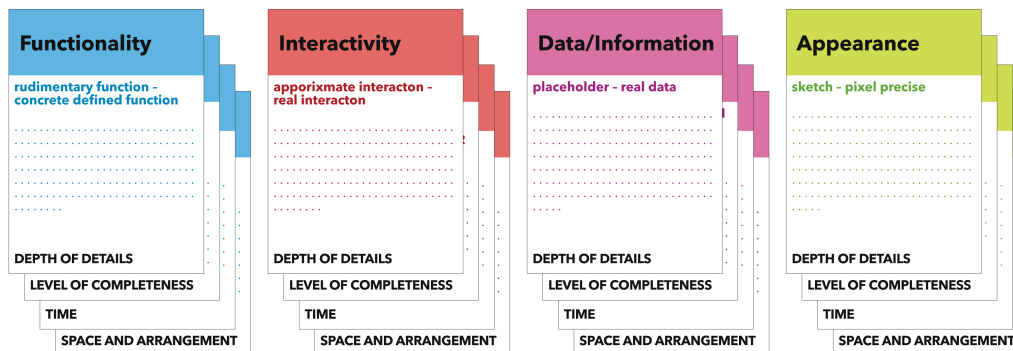 Functionality
rudimentary function –
concrete defined function
DEPTH OF DETAILS
LEVEL OF COMPLETENESS
TIME
SPACE AND ARRANGEMENT
Interactivity
apporixmate interacton –
real interacton
DEPTH OF DETAILS
LEVEL OF COMPLETENESS
TIME
SPACE AND ARRANGEMENT
Data/Information
placeholder – real data
DEPTH OF DETAILS
LEVEL OF COMPLETENESS
TIME
SPACE AND ARRANGEMENT
Appearance
sketch – pixel precise
DEPTH OF DETAILS
LEVEL OF COMPLETENESS
TIME
SPACE AND ARRANGEMENT